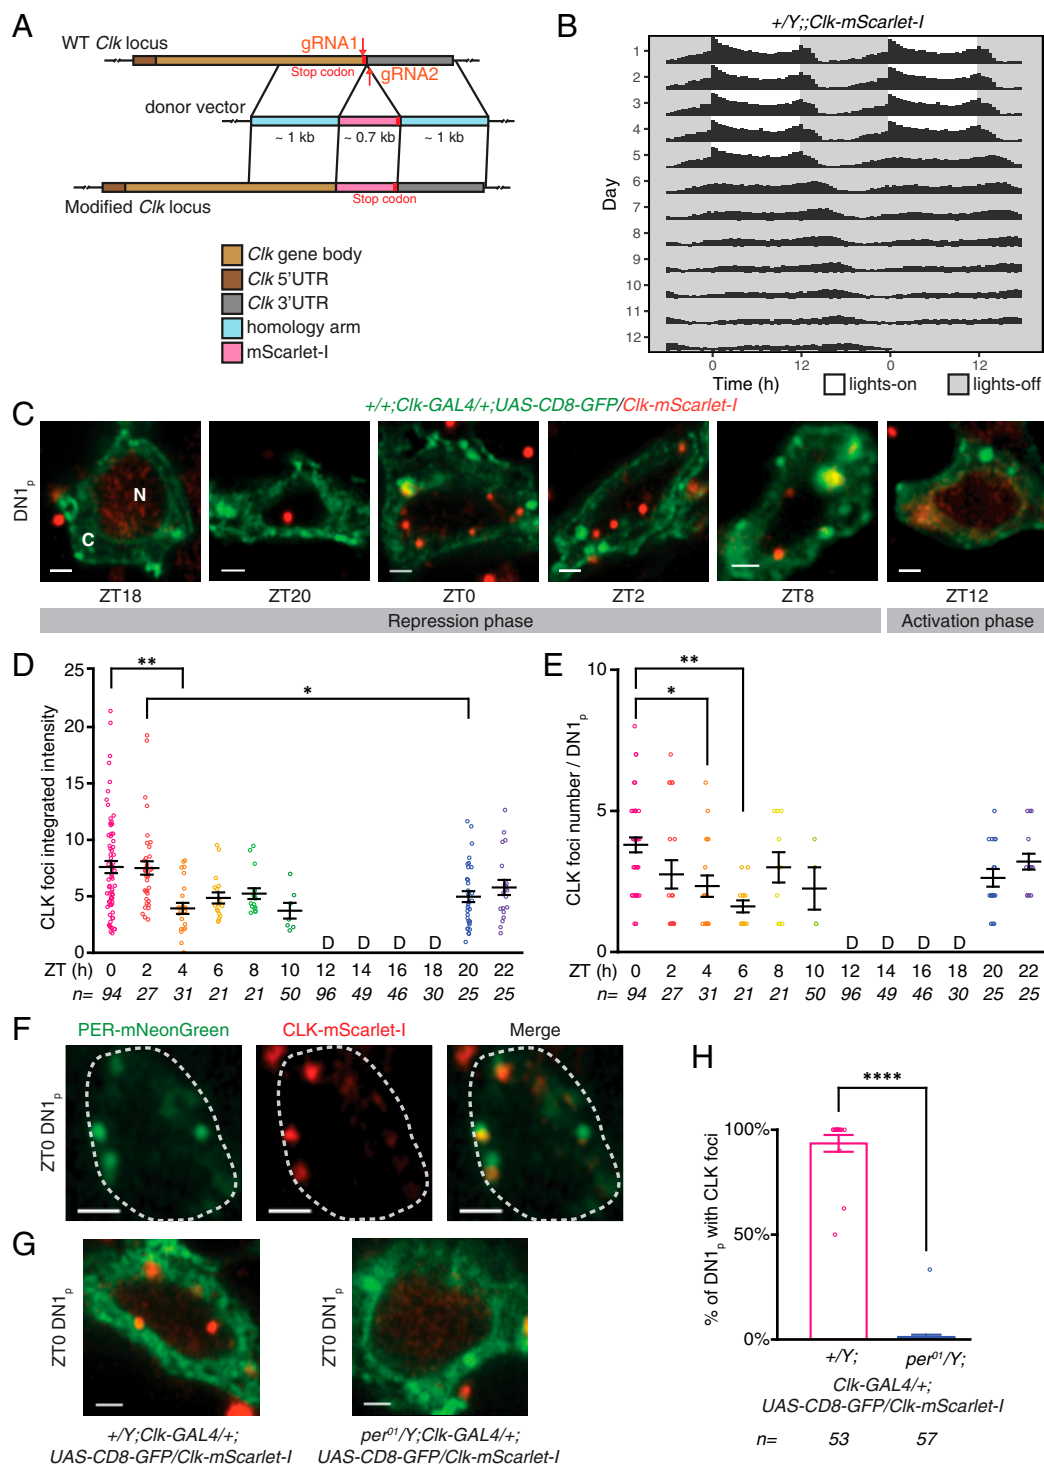 A
WT Clk locus
gRNA1
Stop codon
gRNA2
donor vector
~ 1 kb
~ 0.7 kb
~ 1 kb
Stop codon
Modified Clk locus
Clk gene body
Clk 5'UTR
Clk 3'UTR
homology arm
mScarlet-I
B
+/Y;;Clk-mScarlet-I
Day
1
2
3
4
5
6
7
8
9
10
11
12
0 12 0 12
Time (h)
lights-on
lights-off
C
+/+;Clk-GAL4/+;UAS-CD8-GFP/Clk-mScarlet-I
DN1p
N
C
ZT18 ZT20 ZT0 ZT2 ZT8 ZT12
Repression phase
Activation phase
D
CLK foci integrated intensity
25
20
15
10
5
0
**
*
D D D D
ZT (h) 0 2 4 6 8 10 12 14 16 18 20 22
n= 94 27 31 21 21 50 96 49 46 30 25 25
E
CLK foci number / DN1p
10
5
0
**
*
D D D D
ZT (h) 0 2 4 6 8 10 12 14 16 18 20 22
n= 94 27 31 21 21 50 96 49 46 30 25 25
F
PER-mNeonGreen
CLK-mScarlet-I
Merge
ZT0 DN1p
G
ZT0 DN1p
+/Y;Clk-GAL4/+;
UAS-CD8-GFP/Clk-mScarlet-I
ZT0 DN1p
per01/Y;Clk-GAL4/+;
UAS-CD8-GFP/Clk-mScarlet-I
H
% of DN1p with CLK foci
****
100%
50%
0%
+/Y; per01/Y;
Clk-GAL4/+;
UAS-CD8-GFP/Clk-mScarlet-I
n= 53 57